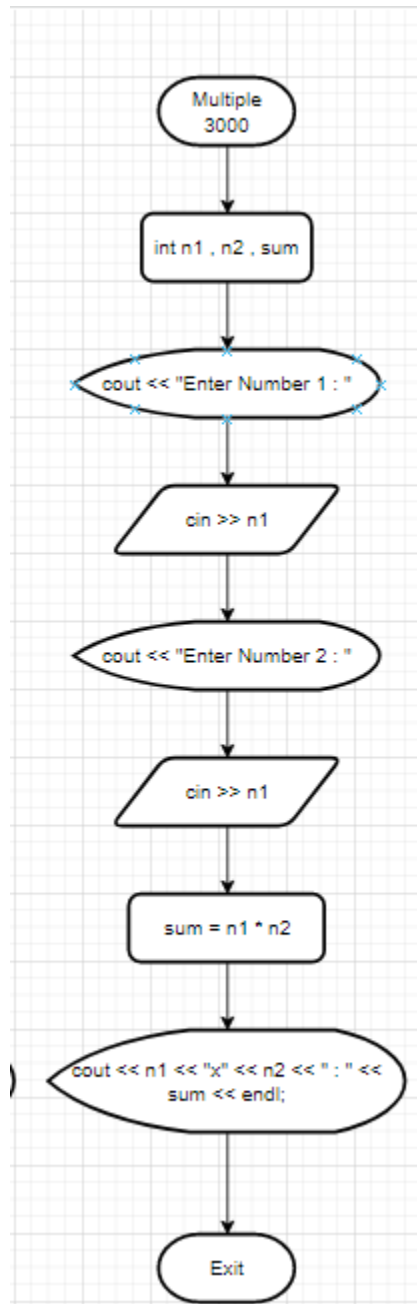 Multiple
3000
int n1 , n2 , sum
cout << "Enter Number 1 : "
cin >> n1
cout << "Enter Number 2 : "
cin >> n1
sum = n1 * n2
cout << n1 << "x" << n2 << " : " <<
sum << endl;
Exit